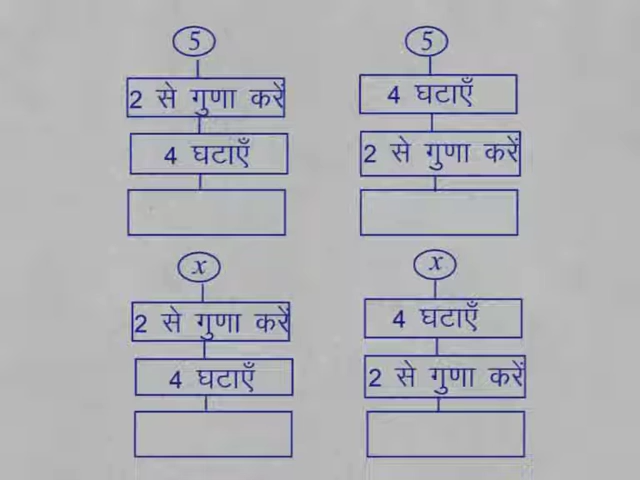 5
2 से गुणा करें
4 घटाएँ
5
4 घटाएँ
2 से गुणा करें
x
2 से गुणा करें
4 घटाएँ
x
4 घटाएँ
2 से गुणा करें